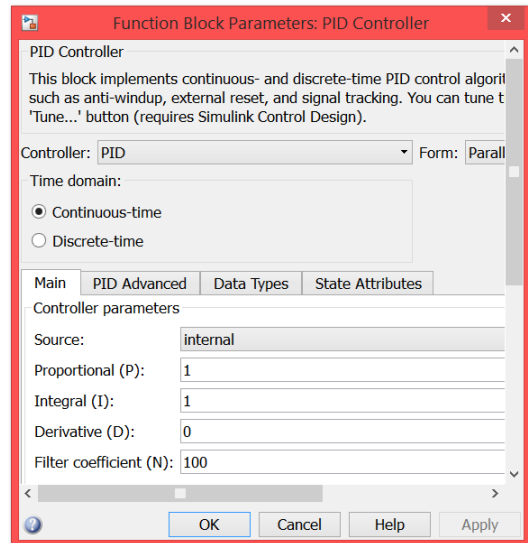 Function Block Parameters: PID Controller
PID Controller
This block implements continuous- and discrete-time PID control algorit
such as anti-windup, external reset, and signal tracking. You can tune t
'Tune...' button (requires Simulink Control Design).
Controller: PID Form: Parall
Time domain:
Continuous-time
Discrete-time
Main PID Advanced Data Types State Attributes
Controller parameters
Source: internal
Proportional (P): 1
Integral (I): 1
Derivative (D): 0
Filter coefficient (N): 100
OK Cancel Help Apply